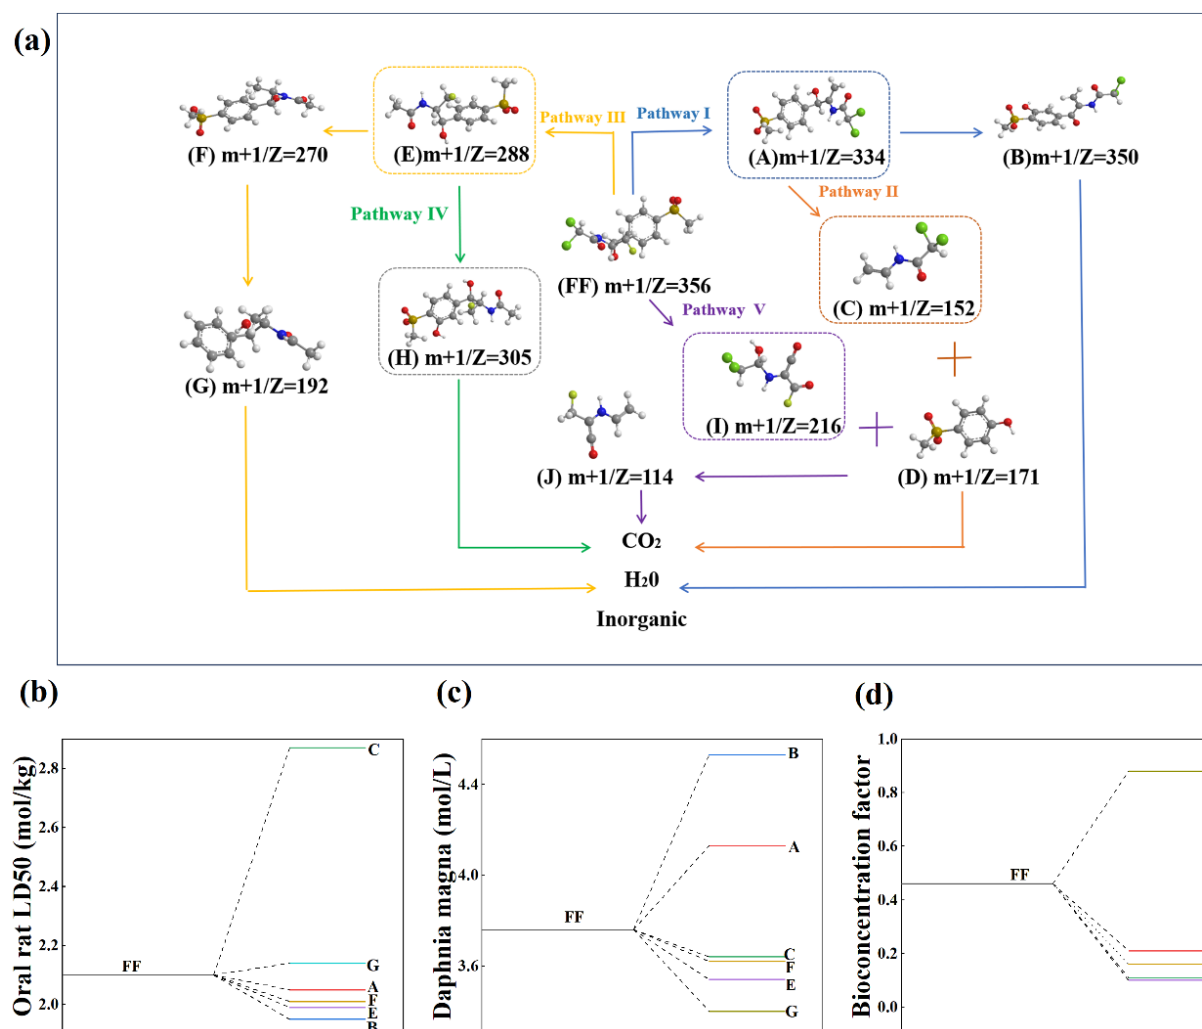 (a)
Pathway III
Pathway I
(F) m+1/Z=270
(E)m+1/Z=288
(A)m+1/Z=334
(B)m+1/Z=350
Pathway IV
Pathway II
(FF) m+1/Z=356
Pathway V
(C) m+1/Z=152
(G) m+1/Z=192
(H) m+1/Z=305
(I) m+1/Z=216
(J) m+1/Z=114
(D) m+1/Z=171
CO₂
H₂0
Inorganic
(b)
Oral rat LD50 (mol/kg)
2.8
2.6
2.4
2.2
2.0
FF
C
G
A
F
E
B
(c)
Daphnia magna (mol/L)
4.4
4.0
3.6
FF
B
A
C
F
E
G
(d)
Bioconcentration factor
1.0
0.8
0.6
0.4
0.2
0.0
FF